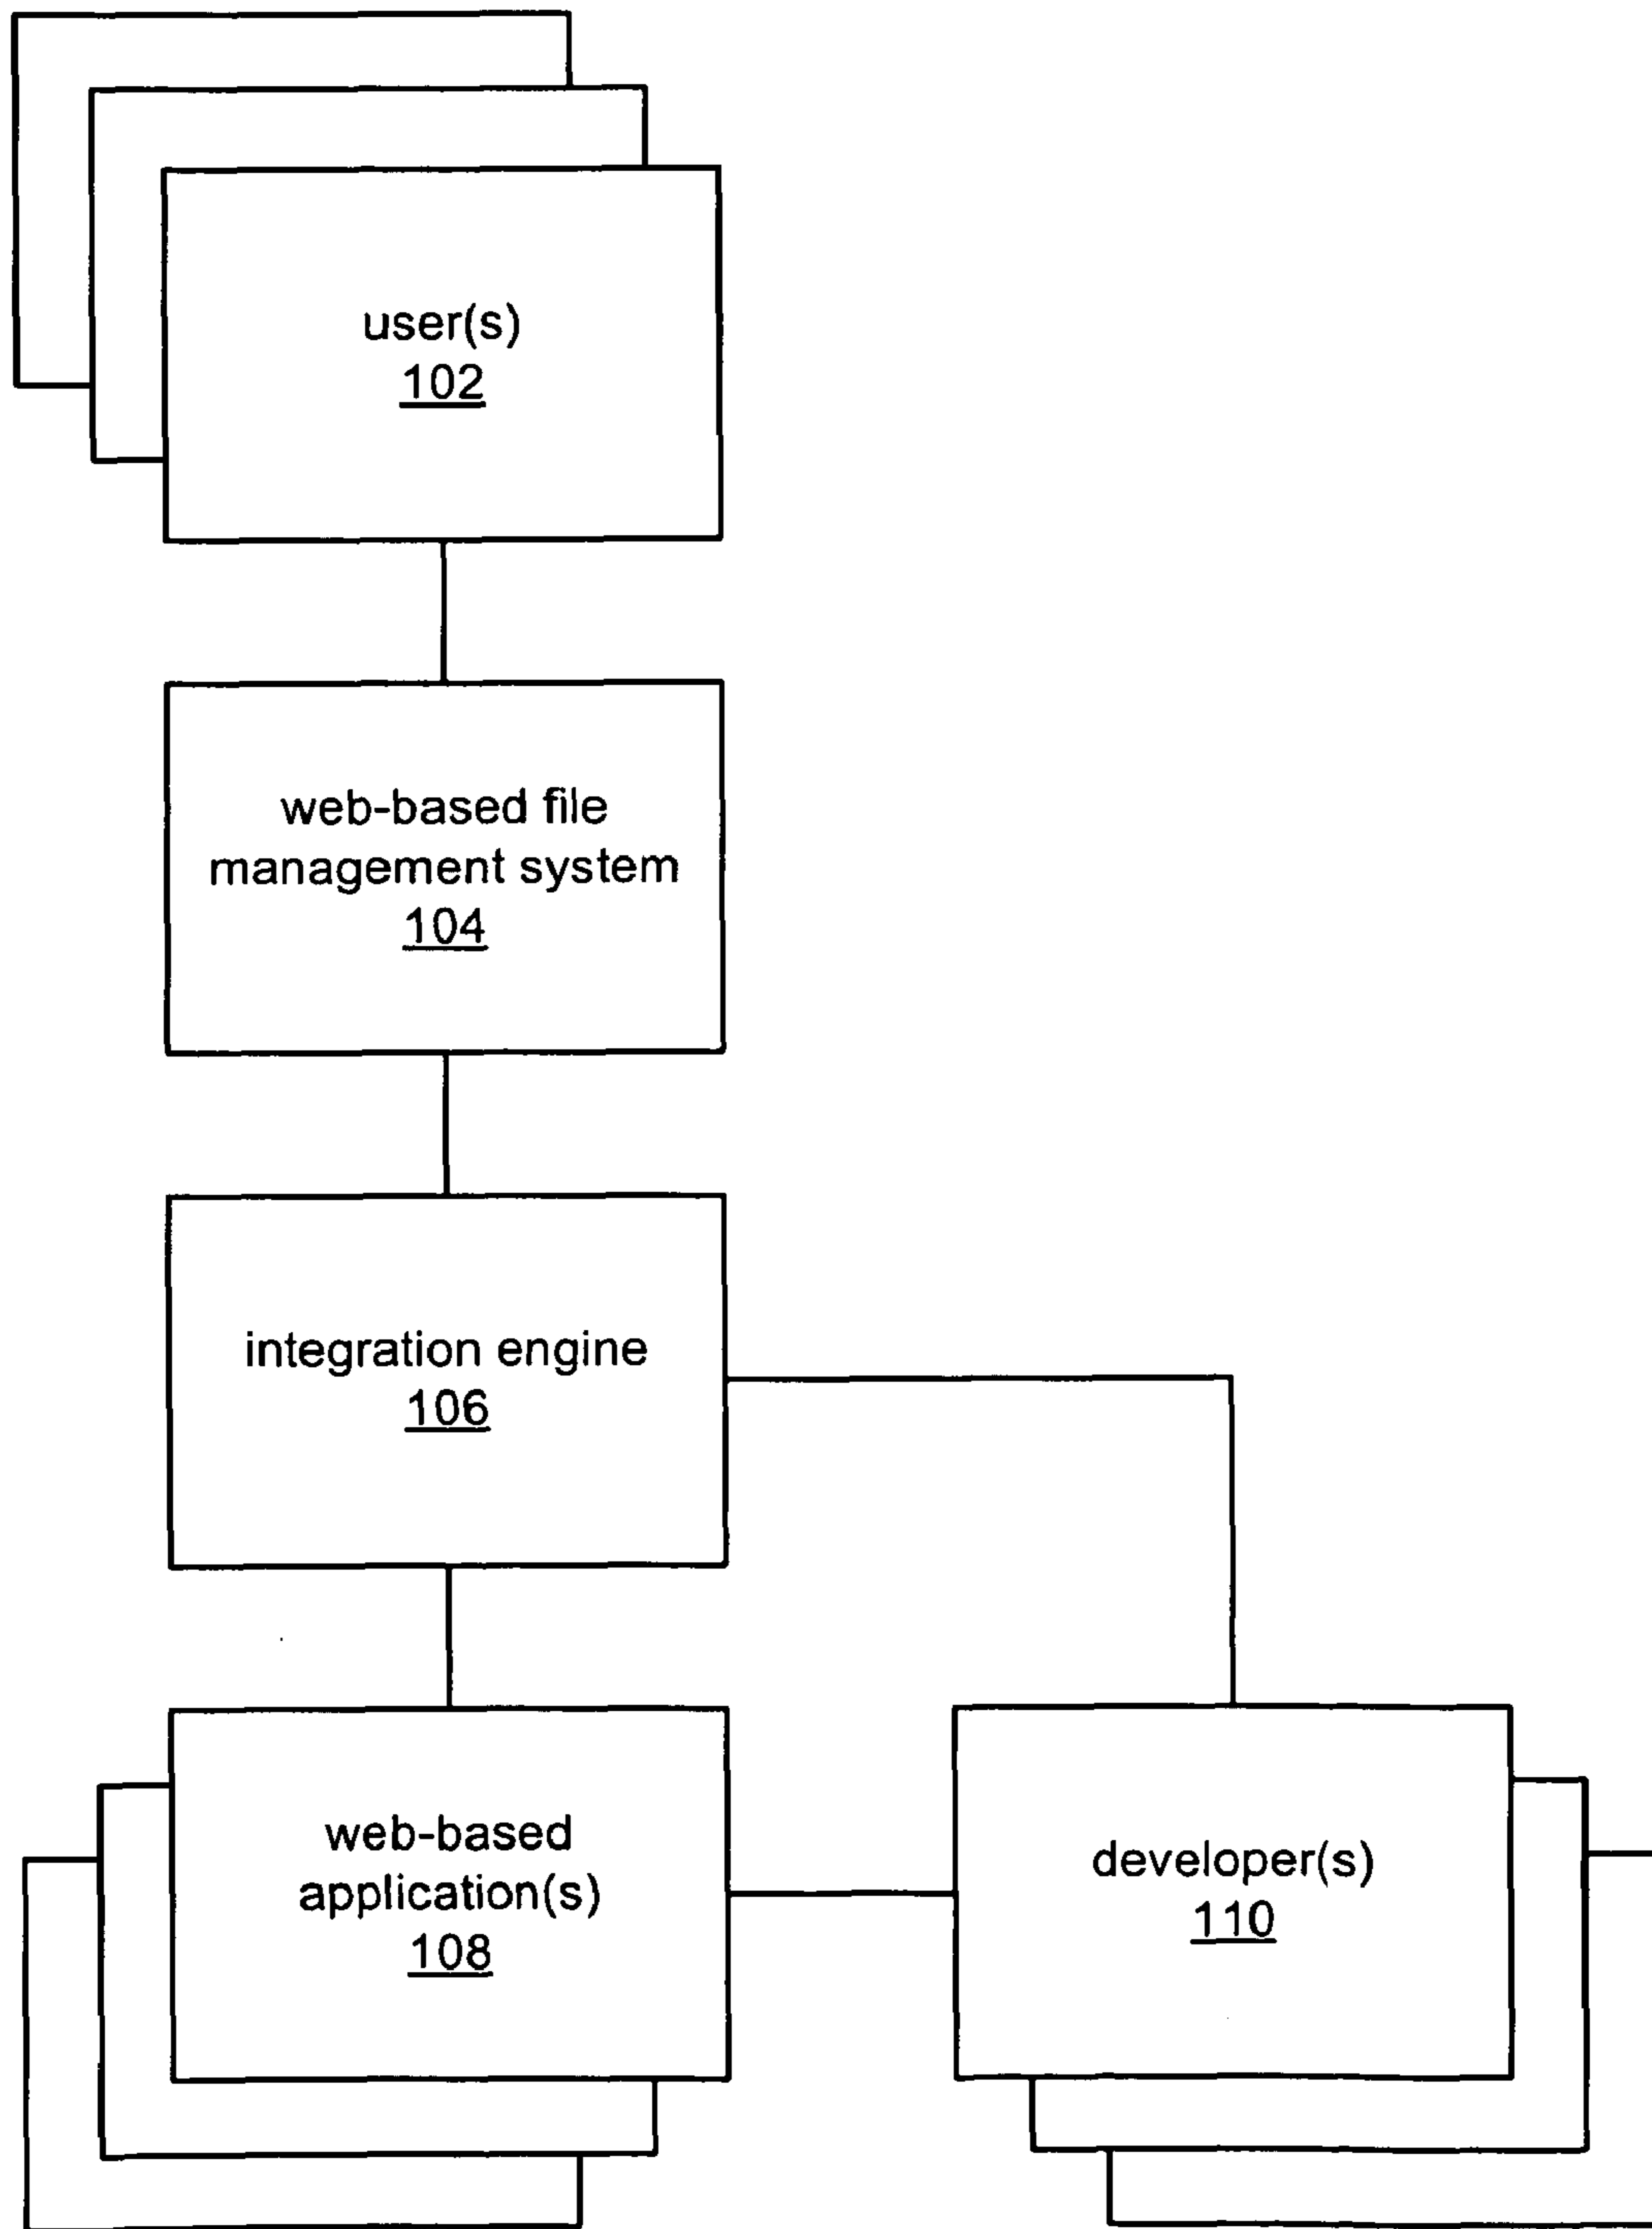 user(s)
102
web-based file
management system
104
integration engine
106
web-based
application(s)
108
developer(s)
110